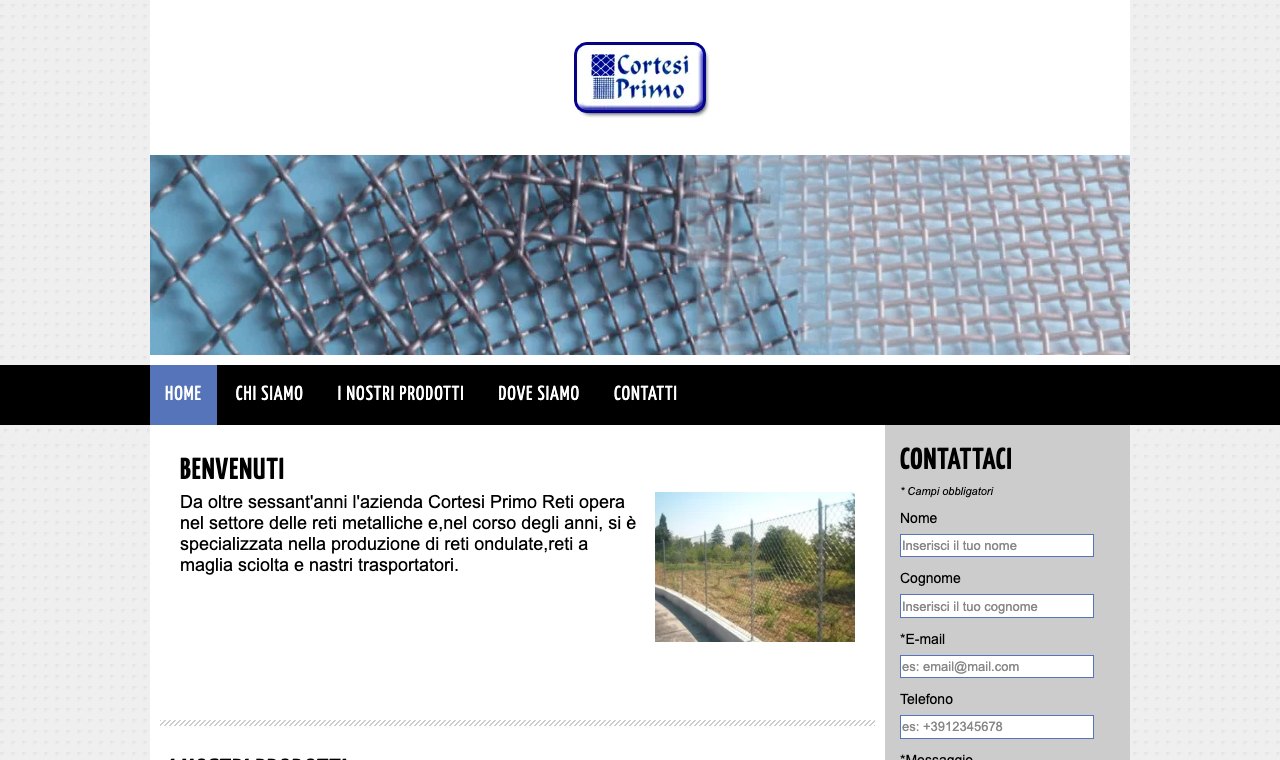 Cortesi
Primo
HOME
CHI SIAMO
I NOSTRI PRODOTTI
DOVE SIAMO
CONTATTI
BENVENUTI
Da oltre sessant'anni l'azienda Cortesi Primo Reti opera
nel settore delle reti metalliche e,nel corso degli anni, si è
specializzata nella produzione di reti ondulate,reti a
maglia sciolta e nastri trasportatori.
I NOSTRI PRODOTTI
CONTATTACI
* Campi obbligatori
Nome
Inserisci il tuo nome
Cognome
Inserisci il tuo cognome
*E-mail
es: email@mail.com
Telefono
es: +3912345678
*Messaggio